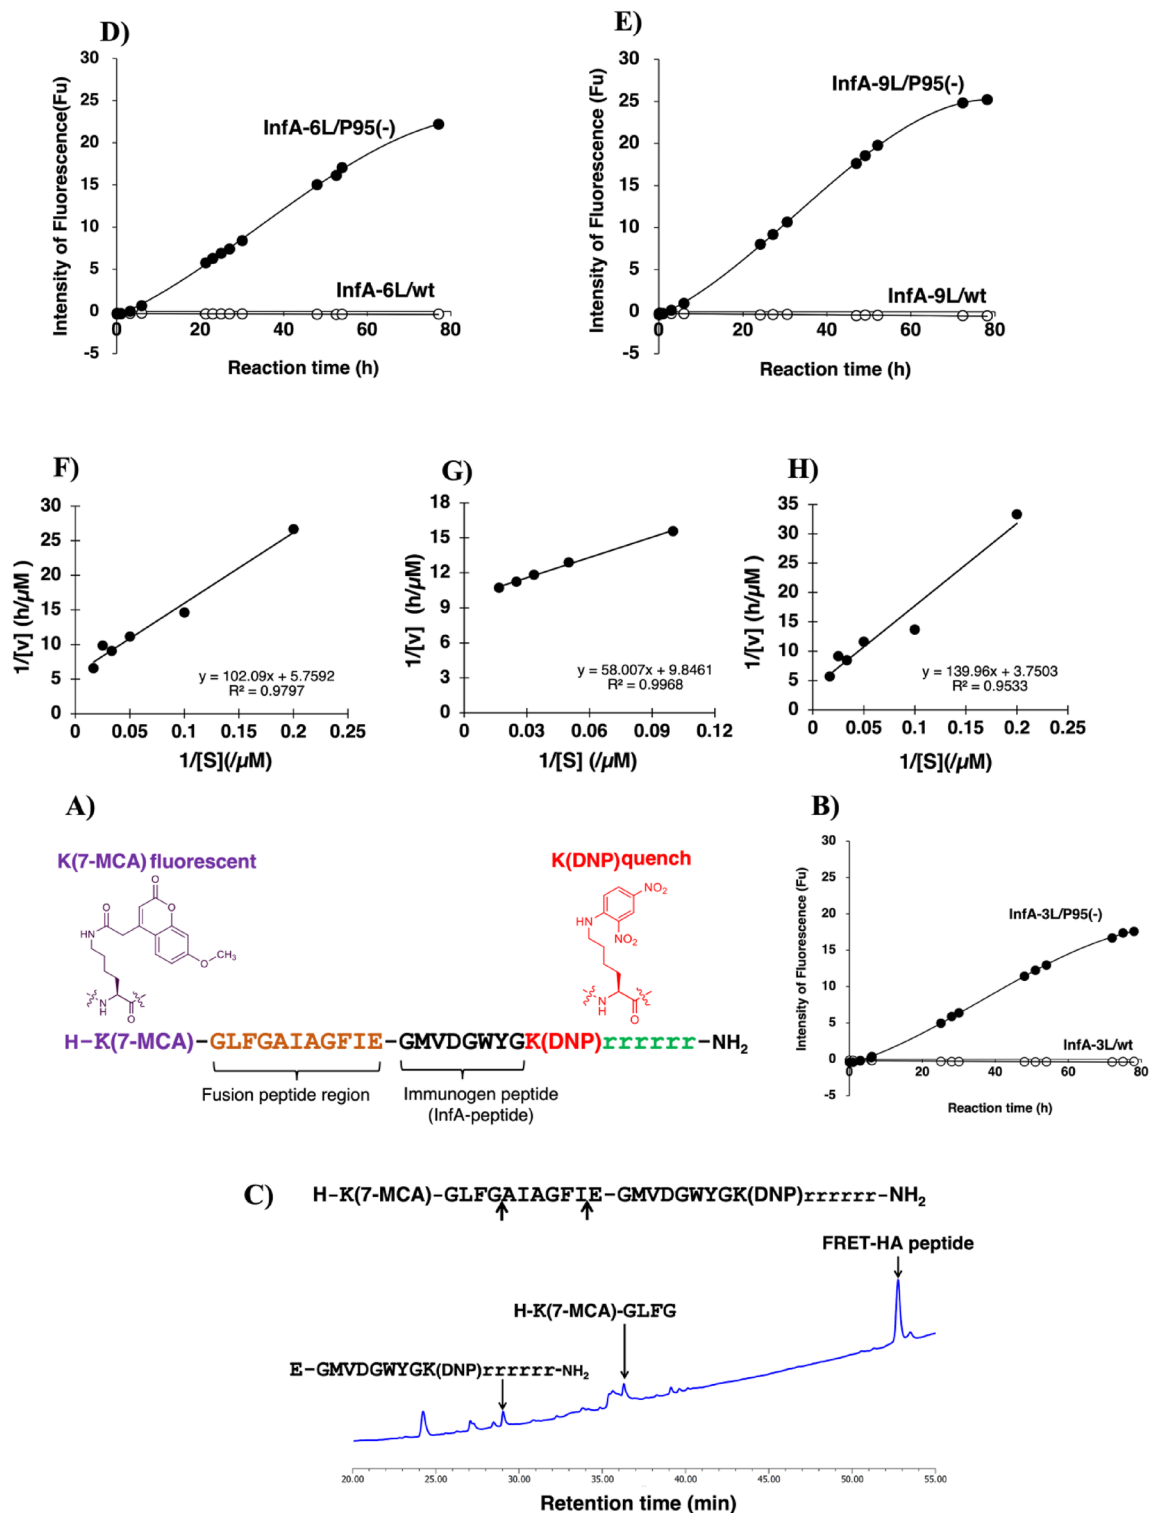 D)
Intensity of Fluorescence(Fu)
30
25
20
15
10
5
0
-5
InfA-6L/P95(-)
InfA-6L/wt
0 20 40 60 80
Reaction time (h)
E)
Intensity of Fluorescence (Fu)
30
25
20
15
10
5
0
-5
InfA-9L/P95(-)
InfA-9L/wt
0 20 40 60 80
Reaction time (h)
F)
1/[v] (h/µM )
30
25
20
15
10
5
0
y = 102.09x + 5.7592
R² = 0.9797
0 0.05 0.1 0.15 0.2 0.25
1/[S](/µM)
G)
1/[v] (h/µM)
18
15
12
9
6
3
0
y = 58.007x + 9.8461
R² = 0.9968
0 0.03 0.06 0.09 0.12
1/[S] (/µM)
H)
1/[v] (h/µM)
35
30
25
20
15
10
5
0
y = 139.96x + 3.7503
R² = 0.9533
0 0.05 0.1 0.15 0.2 0.25
1/[S](/µM)
A)
K(7-MCA) fluorescent
O
O
O
HN
O
CH₃
N
H
O
K(DNP) quench
NO₂
HN
NO₂
N
H
O
H-K(7-MCA)-GLFGAIAGFIE-GMVDGWYGK(DNP)rrrrrr-NH₂
Fusion peptide region
Immunogen peptide
(InfA-peptide)
B)
Intensity of Fluorescence (Fu)
30
25
20
15
10
5
0
-5
InfA-3L/P95(-)
InfA-3L/wt
0 20 40 60 80
Reaction time (h)
C)
H-K(7-MCA)-GLFGAIAGFIE-GMVDGWYGK(DNP)rrrrrr-NH₂
FRET-HA peptide
H-K(7-MCA)-GLFG
E-GMVDGWYGK(DNP)rrrrrr-NH₂
20.00 25.00 30.00 35.00 40.00 45.00 50.00 55.00
Retention time (min)